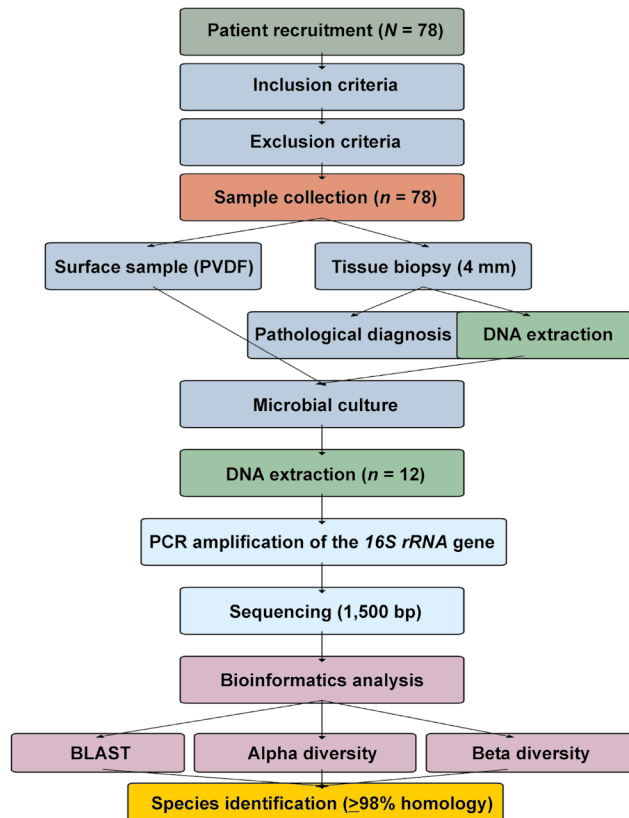 Patient recruitment (N = 78)
Inclusion criteria
Exclusion criteria
Sample collection (n = 78)
Surface sample (PVDF)
Tissue biopsy (4 mm)
Pathological diagnosis
DNA extraction
Microbial culture
DNA extraction (n = 12)
PCR amplification of the 16S rRNA gene
Sequencing (1,500 bp)
Bioinformatics analysis
BLAST
Alpha diversity
Beta diversity
Species identification (≥98% homology)